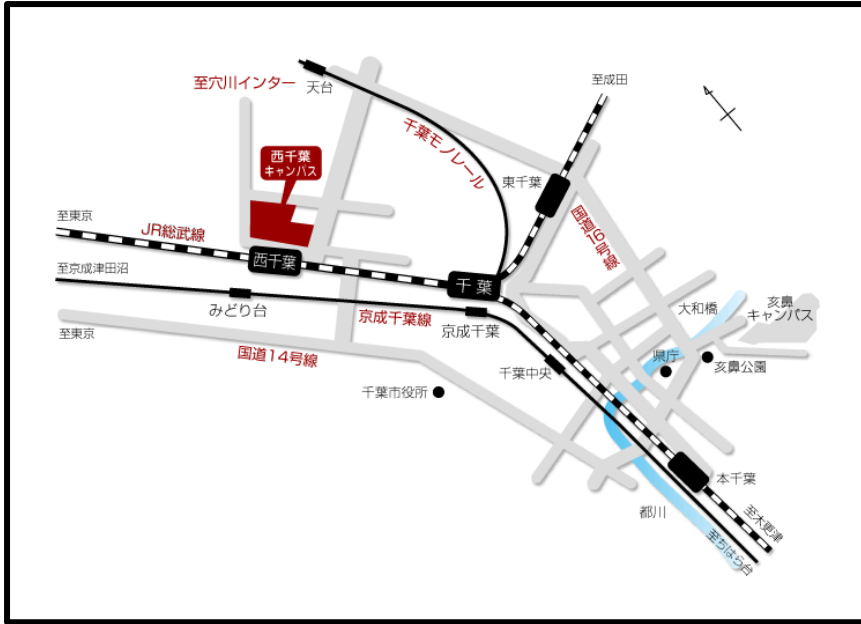 至穴川インター
天台
至成田
千葉モノレール
西千葉
キャンパス
東千葉
至東京
JR総武線
国道16号線
西千葉
千葉
至京成津田沼
みどり台
京成千葉線
京成千葉
大和橋
亥鼻
キャンパス
至東京
国道14号線
千葉中央
県庁
亥鼻公園
千葉市役所
本千葉
都川
至木更津
至ちはら台